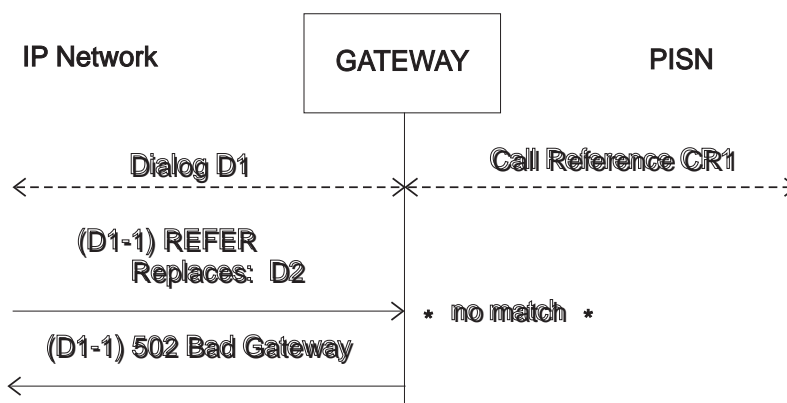 IP Network
GATEWAY
PISN
Dialog D1
Call Reference CR1
(D1-1) REFER
Replaces: D2
* no match *
(D1-1) 502 Bad Gateway